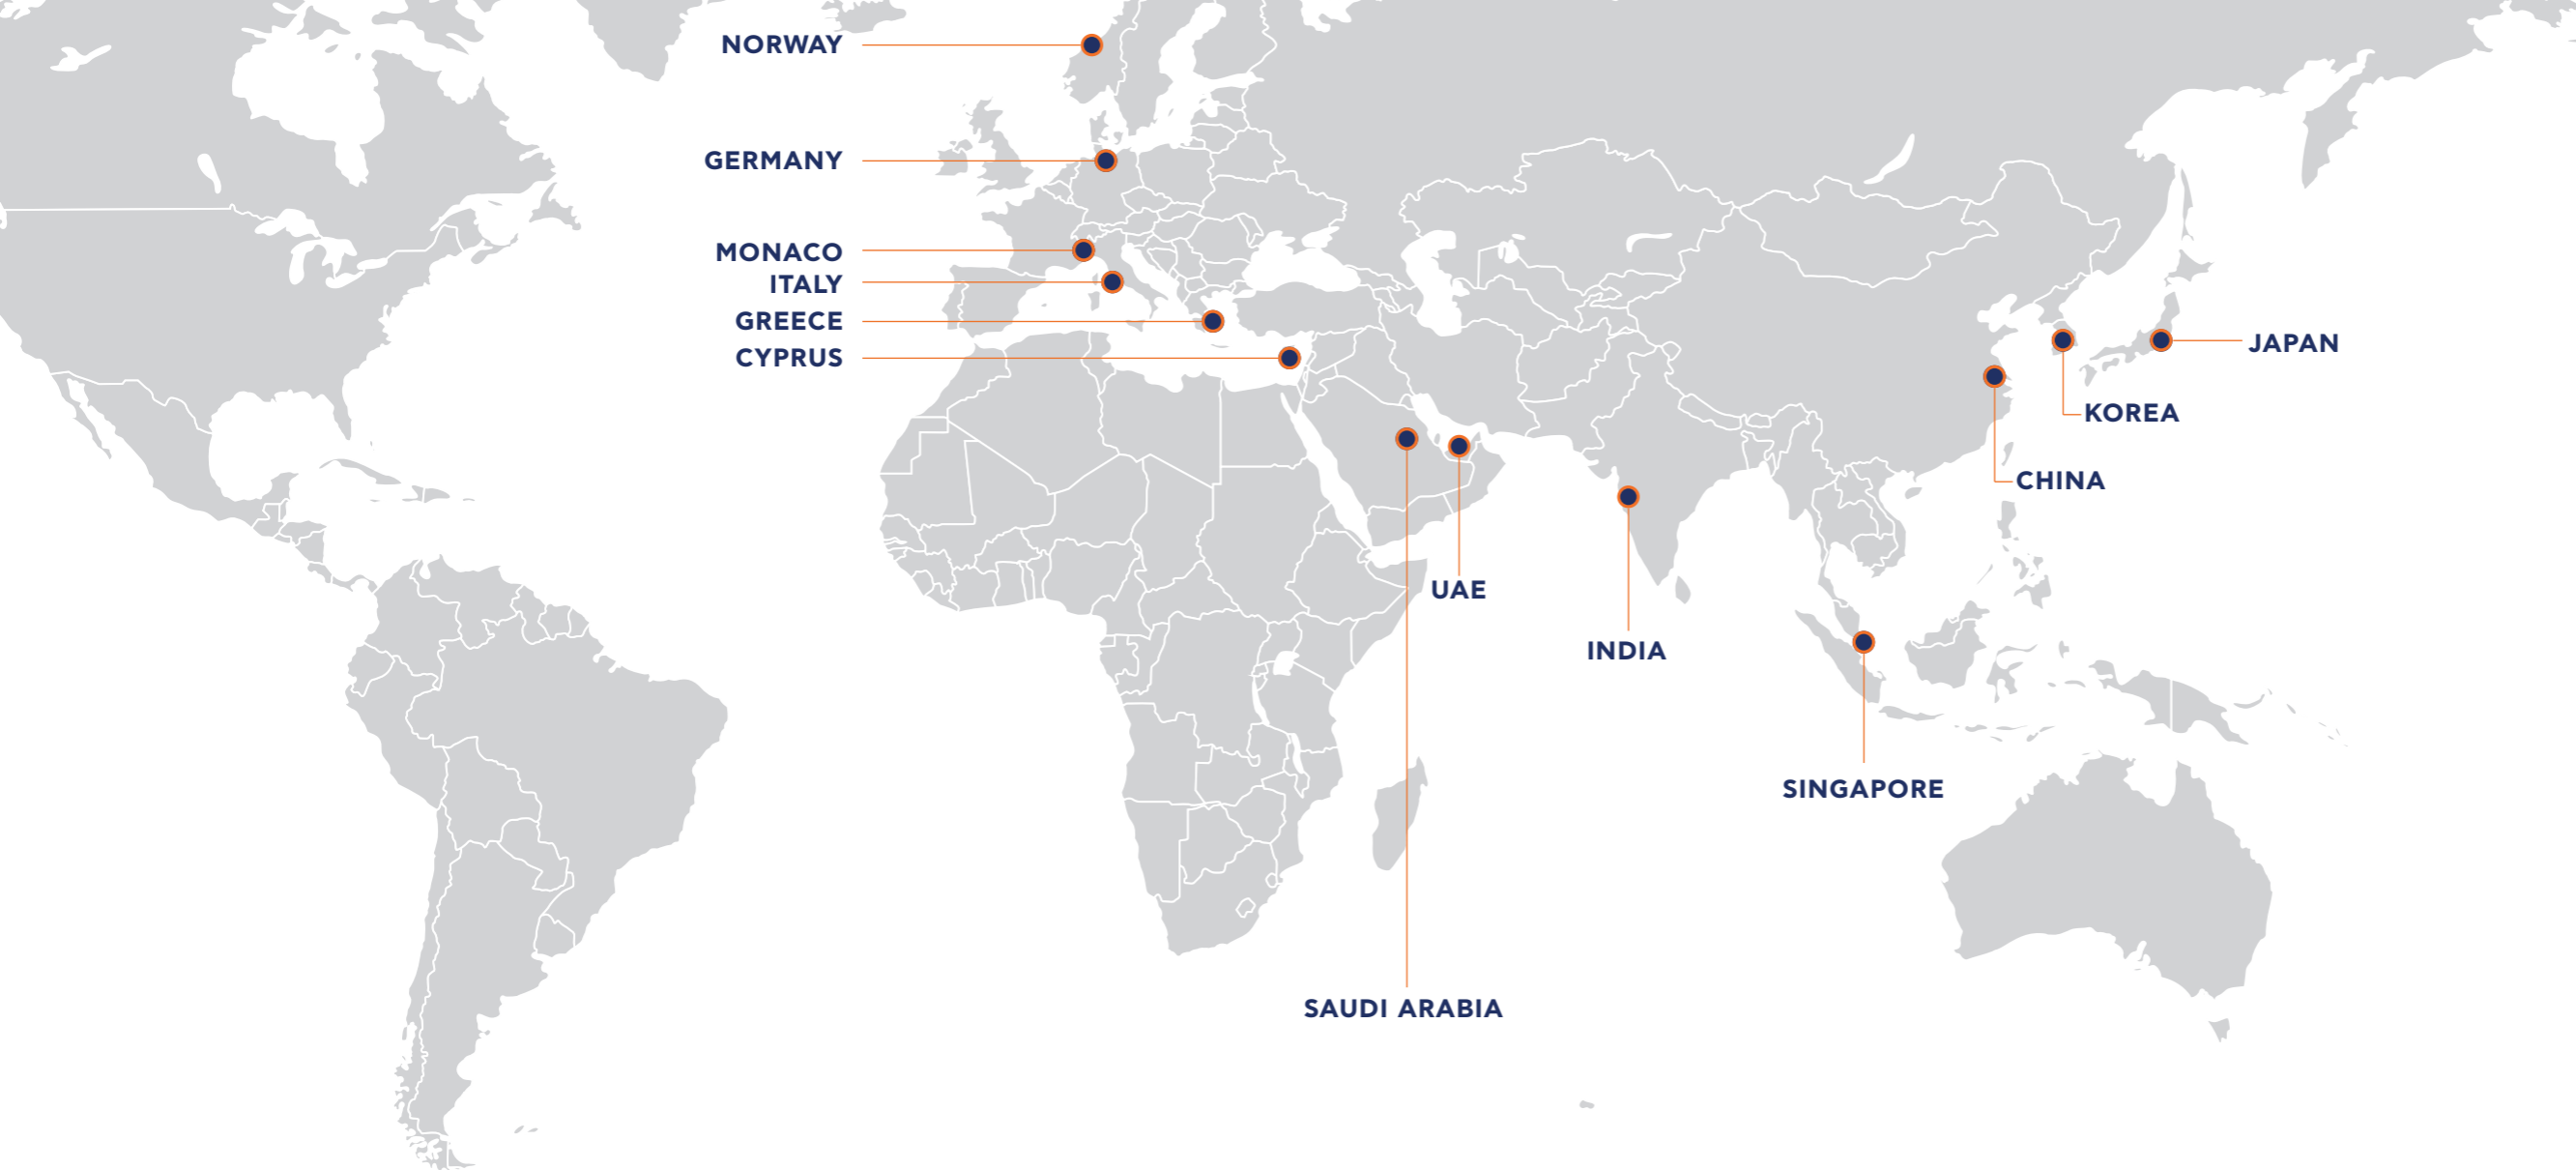 NORWAY
GERMANY
MONACO
ITALY
GREECE
CYPRUS
JAPAN
KOREA
CHINA
UAE
INDIA
SINGAPORE
SAUDI ARABIA